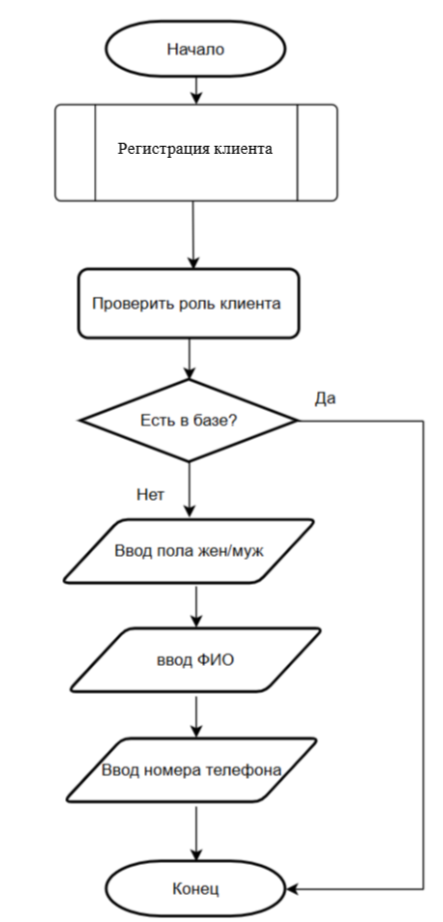 Начало
Регистрация клиента
Проверить роль клиента
Есть в базе?
Да
Нет
Ввод пола жен/муж
ввод ФИО
Ввод номера телефона
Конец